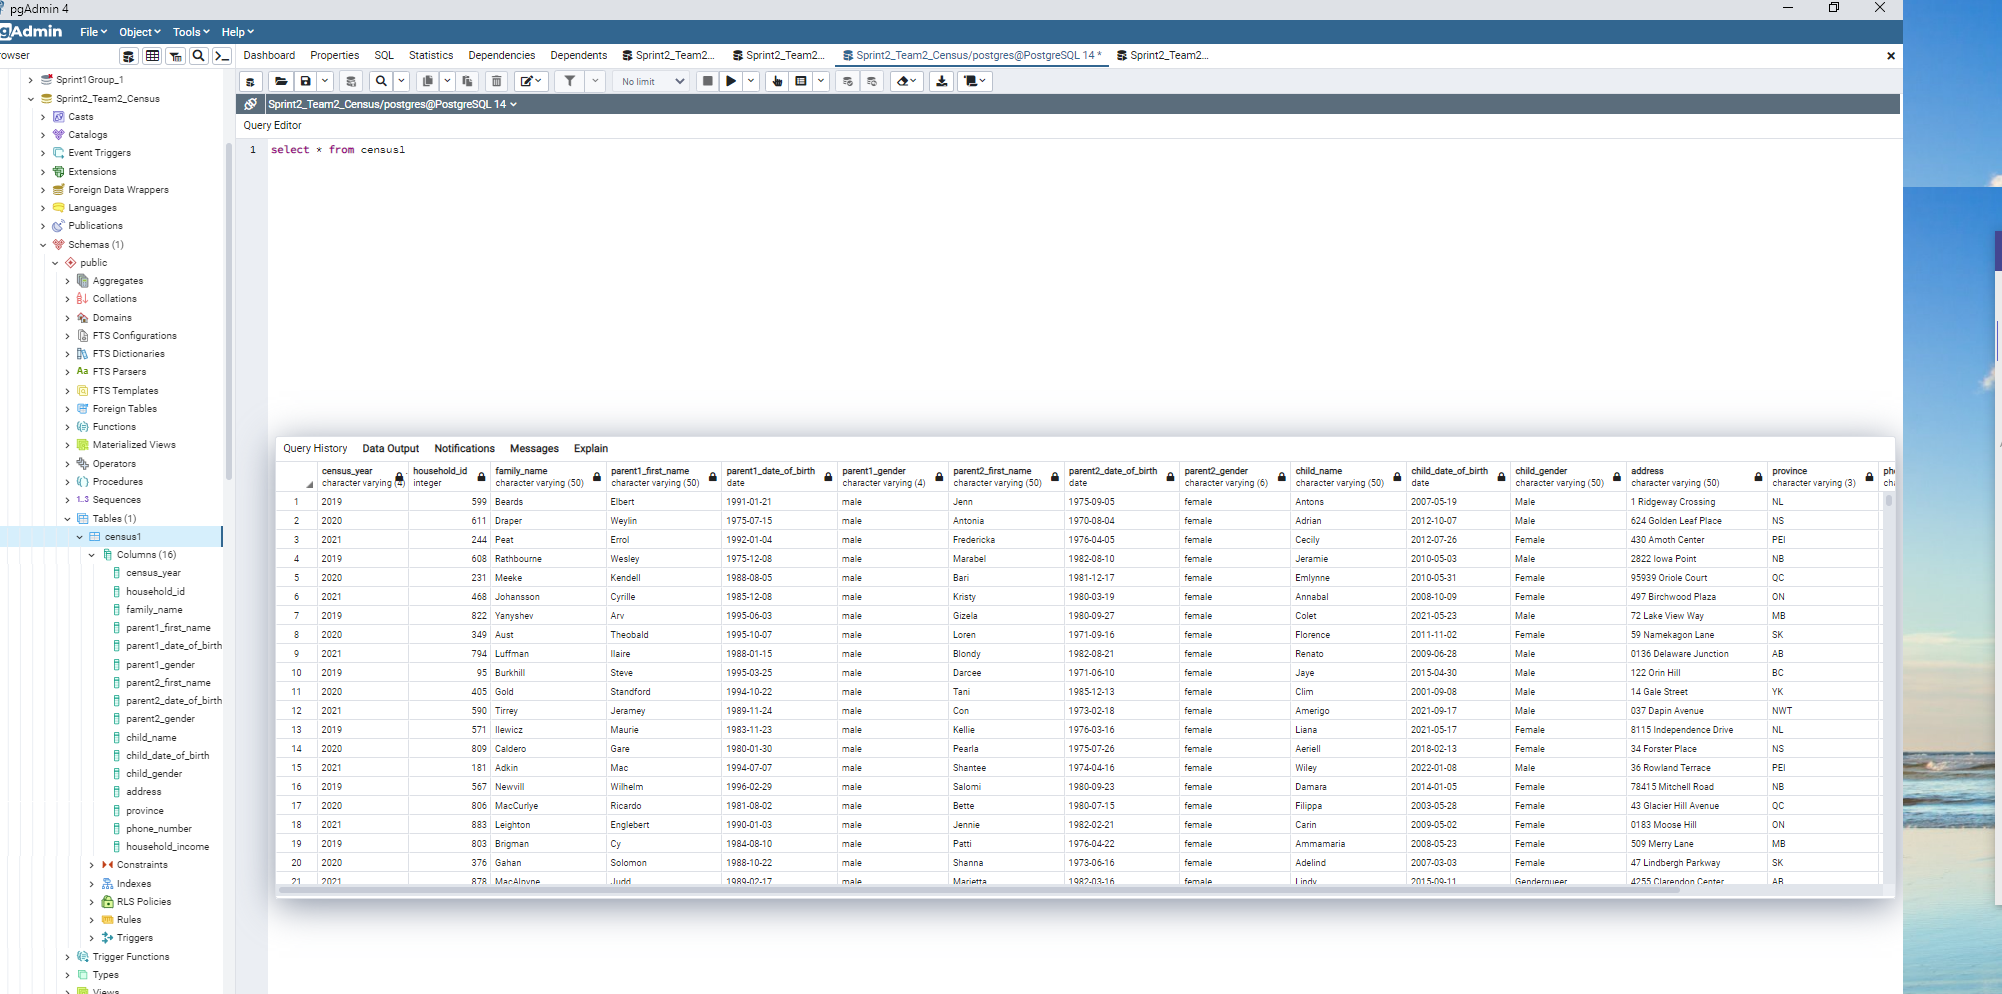 pgAdmin 4
gAdmin File Object Tools Help
rowser
Dashboard Properties SQL Statistics Dependencies Dependents Sprint2_Team2... Sprint2_Team2... Sprint2_Team2_Census/postgres@PostgreSQL 14 * Sprint2_Team2...
No limit
Sprint2_Team2_Census/postgres@PostgreSQL 14
Query Editor
1 select * from census1
Sprint1Group_1
Sprint2_Team2_Census
Casts
Catalogs
Event Triggers
Extensions
Foreign Data Wrappers
Languages
Publications
Schemas (1)
public
Aggregates
Collations
Domains
FTS Configurations
FTS Dictionaries
FTS Parsers
FTS Templates
Foreign Tables
Functions
Materialized Views
Operators
Procedures
Sequences
Tables (1)
census1
Columns (16)
census_year
household_id
family_name
parent1_first_name
parent1_date_of_birth
parent1_gender
parent2_first_name
parent2_date_of_birth
parent2_gender
child_name
child_date_of_birth
child_gender
address
province
phone_number
household_income
Constraints
Indexes
RLS Policies
Rules
Triggers
Trigger Functions
Types
Views
Query History Data Output Notifications Messages Explain
census_year household_id family_name parent1_first_name parent1_date_of_birth parent1_gender parent2_first_name parent2_date_of_birth parent2_gender child_name child_date_of_birth child_gender address province
character varying (4) integer character varying (50) character varying (50) date character varying (4) character varying (50) date character varying (6) character varying (50) date character varying (50) character varying (50) character varying (3)
1 2019 599 Beards Elbert 1991-01-21 male Jenn 1975-09-05 female Antons 2007-05-19 Male 1 Ridgeway Crossing NL
2 2020 611 Draper Weylin 1975-07-15 male Antonia 1970-08-04 female Adrian 2012-10-07 Male 624 Golden Leaf Place NS
3 2021 244 Peat Errol 1992-01-04 male Fredericka 1976-04-05 female Cecily 2012-07-26 Female 430 Amoth Center PEI
4 2019 608 Rathbourne Wesley 1975-12-08 male Marabel 1982-08-10 female Jeramie 2010-05-03 Male 2822 Iowa Point NB
5 2020 231 Meeke Kendell 1988-08-05 male Bari 1981-12-17 female Emlynne 2010-05-31 Female 95939 Oriole Court QC
6 2021 468 Johansson Cyrille 1985-12-08 male Kristy 1980-03-19 female Annabal 2008-10-09 Female 497 Birchwood Plaza ON
7 2019 822 Yanyshev Arv 1995-06-03 male Gizela 1980-09-27 female Colet 2021-05-23 Male 72 Lake View Way MB
8 2020 349 Aust Theobald 1995-10-07 male Loren 1971-09-16 female Florence 2011-11-02 Female 59 Namekagon Lane SK
9 2021 794 Luffman Ilaire 1988-01-15 male Blondy 1982-08-21 female Renato 2009-06-28 Male 0136 Delaware Junction AB
10 2019 95 Burkhill Steve 1995-03-25 male Darcee 1971-06-10 female Jaye 2015-04-30 Male 122 Orin Hill BC
11 2020 405 Gold Standford 1994-10-22 male Tani 1985-12-13 female Clim 2001-09-08 Male 14 Gale Street YK
12 2021 590 Tirrey Jeramey 1989-11-24 male Con 1973-02-18 female Amerigo 2021-09-17 Male 037 Dapin Avenue NWT
13 2019 571 Ilewicz Maurie 1983-11-23 male Kellie 1976-03-16 female Liana 2021-05-17 Female 8115 Independence Drive NL
14 2020 809 Caldero Gare 1980-01-30 male Pearla 1975-07-26 female Aeriell 2018-02-13 Female 34 Forster Place NS
15 2021 181 Adkin Mac 1994-07-07 male Shantee 1974-04-16 female Wiley 2022-01-08 Male 36 Rowland Terrace PEI
16 2019 567 Newvill Wilhelm 1996-02-29 male Salomi 1980-09-23 female Damara 2014-01-05 Female 78415 Mitchell Road NB
17 2020 806 MacCurlye Ricardo 1981-08-02 male Bette 1980-07-15 female Filippa 2003-05-28 Female 43 Glacier Hill Avenue QC
18 2021 883 Leighton Englebert 1990-01-03 male Jennie 1982-02-21 female Carin 2009-05-02 Female 0183 Moose Hill ON
19 2019 803 Brigman Cy 1984-08-10 male Patti 1976-04-22 female Ammamaria 2008-05-23 Female 509 Merry Lane MB
20 2020 376 Gahan Solomon 1988-10-22 male Shanna 1973-06-16 female Adelind 2007-03-03 Female 47 Lindbergh Parkway SK
21 2021 878 MacAlpyne Judd 1989-02-17 male Marietta 1982-03-16 female Lindy 2015-09-11 Genderqueer 4255 Clarendon Center AB